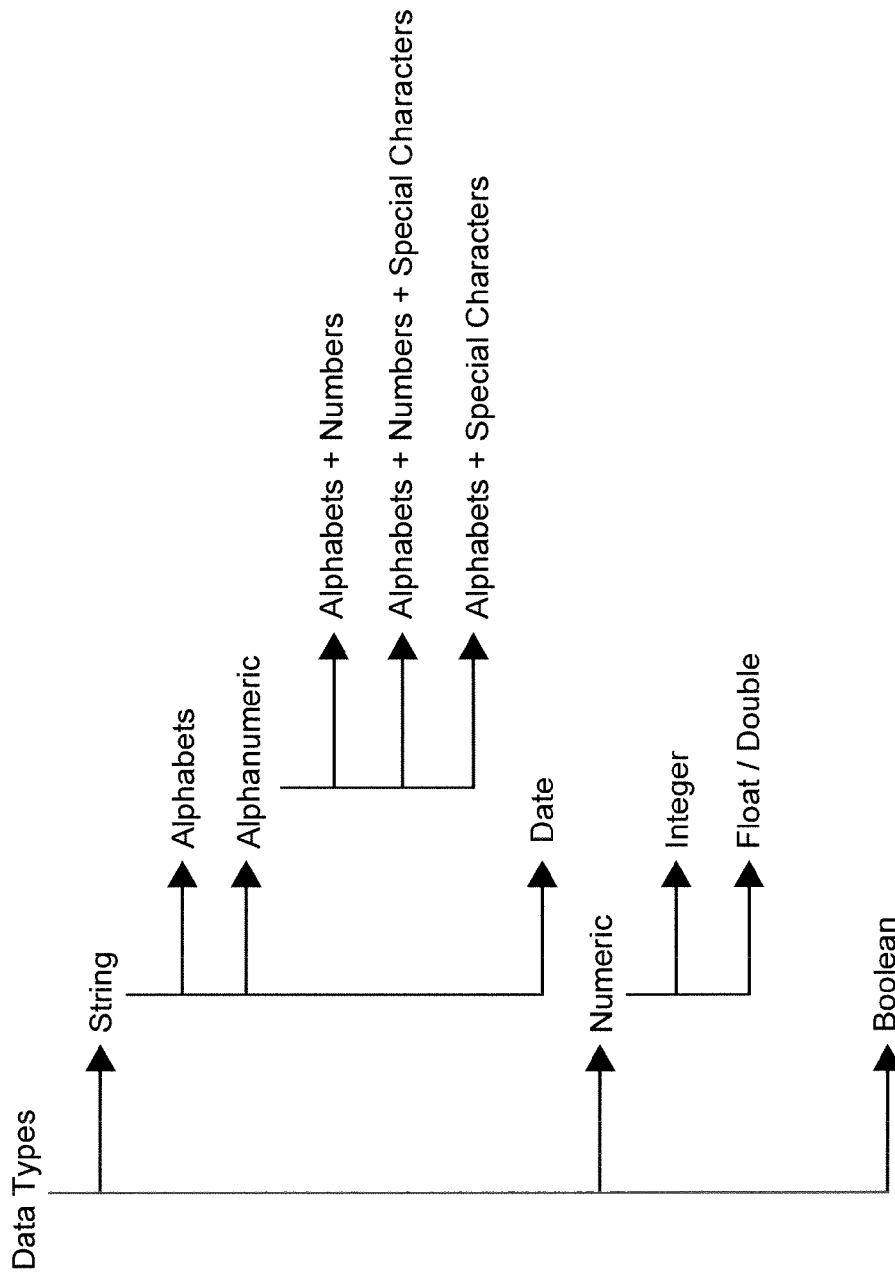 Data Types
String
Alphabets
Alphanumeric
Alphabets + Numbers
Alphabets + Numbers + Special Characters
Alphabets + Special Characters
Date
Numeric
Integer
Float / Double
Boolean